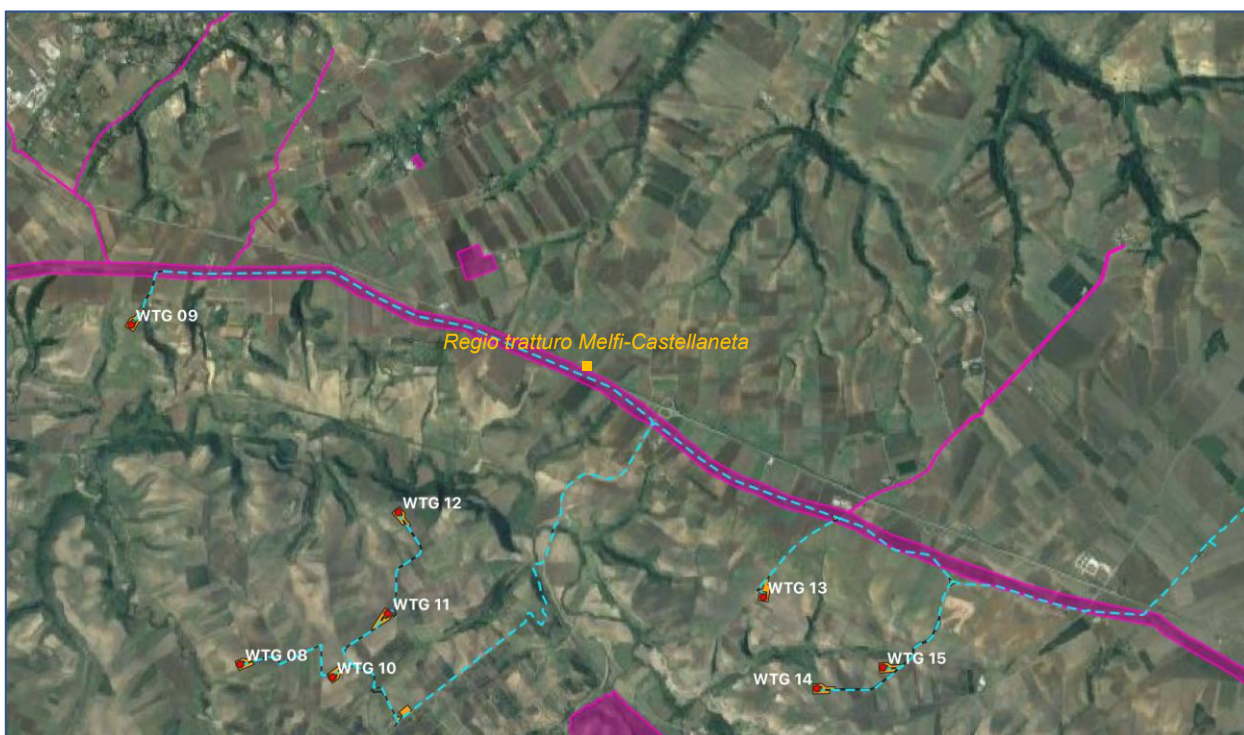 WTG 09
Regio tratturo Melfi-Castellaneta
WTG 12
WTG 13
WTG 11
WTG 08
WTG 10
WTG 15
WTG 14